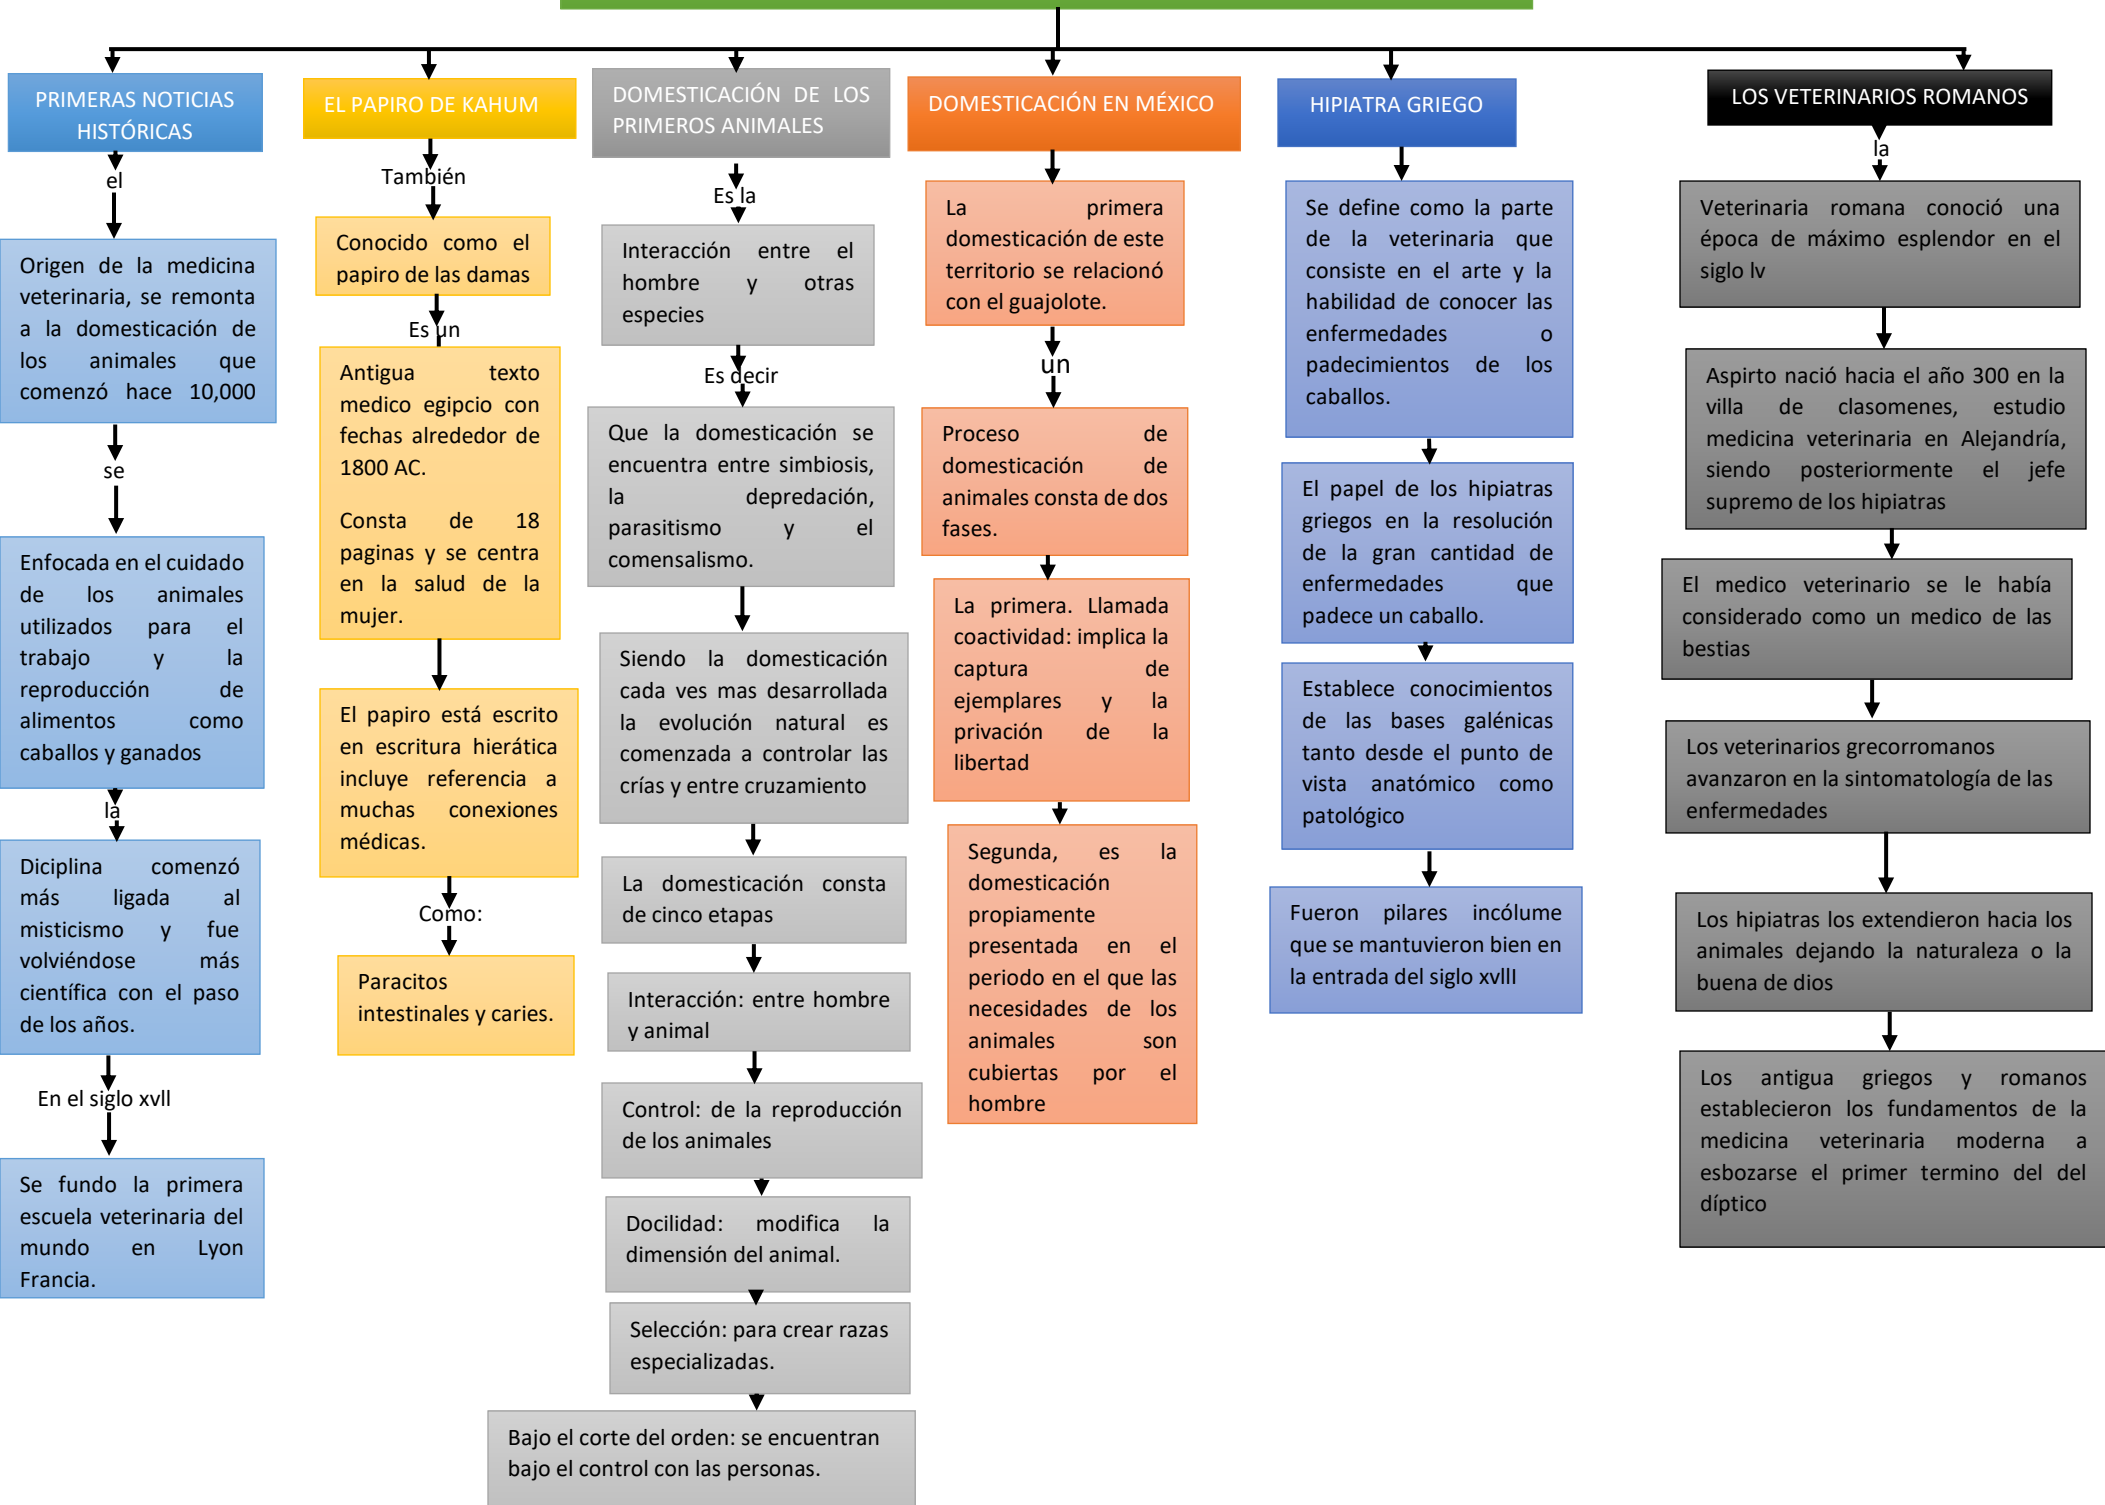 PRIMERAS NOTICIAS
HISTÓRICAS
el
Origen de la medicina
veterinaria, se remonta
a la domesticación de
los animales que
comenzó hace 10,000
se
Enfocada en el cuidado
de los animales
utilizados para el
trabajo y la
reproducción de
alimentos como
caballos y ganados
la
Diciplina comenzó
más ligada al
misticismo y fue
volviéndose más
científica con el paso
de los años.
En el siglo xvll
Se fundo la primera
escuela veterinaria del
mundo en Lyon
Francia.
EL PAPIRO DE KAHUM
También
Conocido como el
papiro de las damas
Es un
Antigua texto
medico egipcio con
fechas alrededor de
1800 AC.
Consta de 18
paginas y se centra
en la salud de la
mujer.
El papiro está escrito
en escritura hierática
incluye referencia a
muchas conexiones
médicas.
Como:
Paracitos
intestinales y caries.
DOMESTICACIÓN DE LOS
PRIMEROS ANIMALES
Es la
Interacción entre el
hombre y otras
especies
Es decir
Que la domesticación se
encuentra entre simbiosis,
la depredación,
parasitismo y el
comensalismo.
Siendo la domesticación
cada ves mas desarrollada
la evolución natural es
comenzada a controlar las
crías y entre cruzamiento
La domesticación consta
de cinco etapas
Interacción: entre hombre
y animal
Control: de la reproducción
de los animales
Docilidad: modifica la
dimensión del animal.
Selección: para crear razas
especializadas.
Bajo el corte del orden: se encuentran
bajo el control con las personas.
DOMESTICACIÓN EN MÉXICO
La primera
domesticación de este
territorio se relacionó
con el guajolote.
un
Proceso de
domesticación de
animales consta de dos
fases.
La primera. Llamada
coactividad: implica la
captura de
ejemplares y la
privación de la
libertad
Segunda, es la
domesticación
propiamente
presentada en el
periodo en el que las
necesidades de los
animales son
cubiertas por el
hombre
HIPIATRA GRIEGO
Se define como la parte
de la veterinaria que
consiste en el arte y la
habilidad de conocer las
enfermedades o
padecimientos de los
caballos.
El papel de los hipiatras
griegos en la resolución
de la gran cantidad de
enfermedades que
padece un caballo.
Establece conocimientos
de las bases galénicas
tanto desde el punto de
vista anatómico como
patológico
Fueron pilares incólume
que se mantuvieron bien en
la entrada del siglo xvlll
LOS VETERINARIOS ROMANOS
la
Veterinaria romana conoció una
época de máximo esplendor en el
siglo lv
Aspirto nació hacia el año 300 en la
villa de clasomenes, estudio
medicina veterinaria en Alejandría,
siendo posteriormente el jefe
supremo de los hipiatras
El medico veterinario se le había
considerado como un medico de las
bestias
Los veterinarios grecorromanos
avanzaron en la sintomatología de las
enfermedades
Los hipiatras los extendieron hacia los
animales dejando la naturaleza o la
buena de dios
Los antigua griegos y romanos
establecieron los fundamentos de la
medicina veterinaria moderna a
esbozarse el primer termino del del
díptico